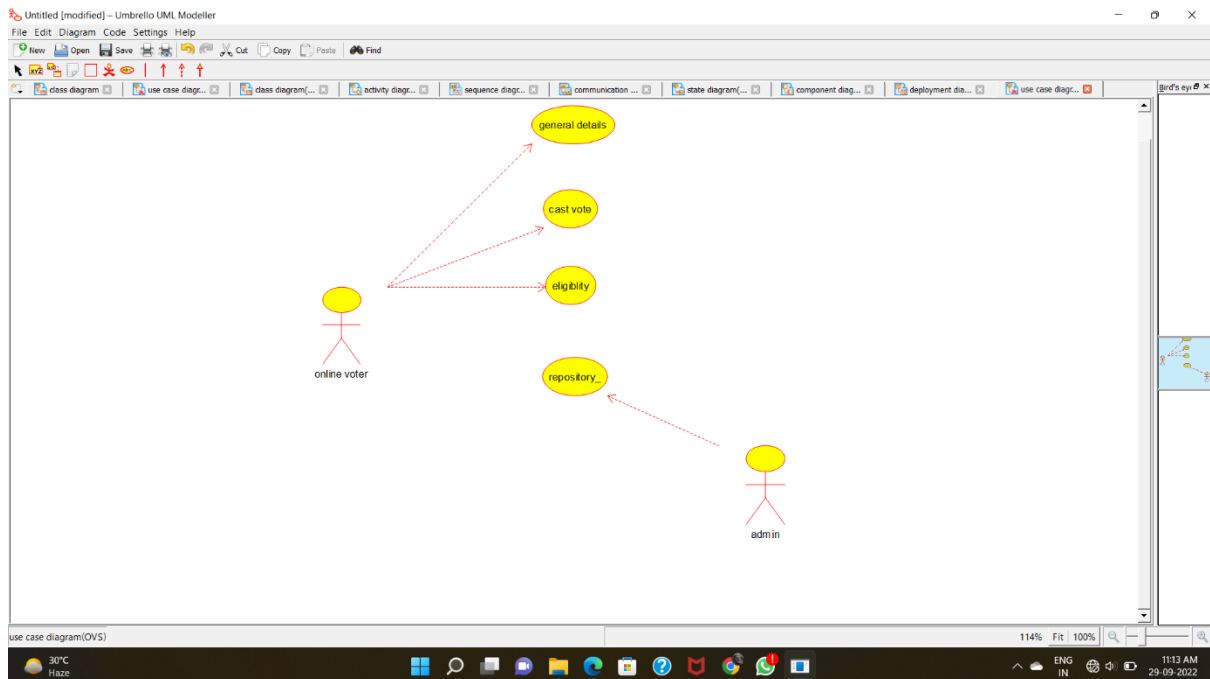 Untitled [modified] – Umbrello UML Modeller
File Edit Diagram Code Settings Help
New Open Save Cut Copy Paste Find
class diagram use case diagr... class diagram(... activity diagr... sequence diagr... communication ... state diagram(... component diag... deployment dia... use case diagr... Bird's eye
general details
cast vote
eligiblity
online voter
repository_
admin
use case diagram(OVS) 114% Fit 100%
30°C
Haze
ENG
IN
11:13 AM
29-09-2022